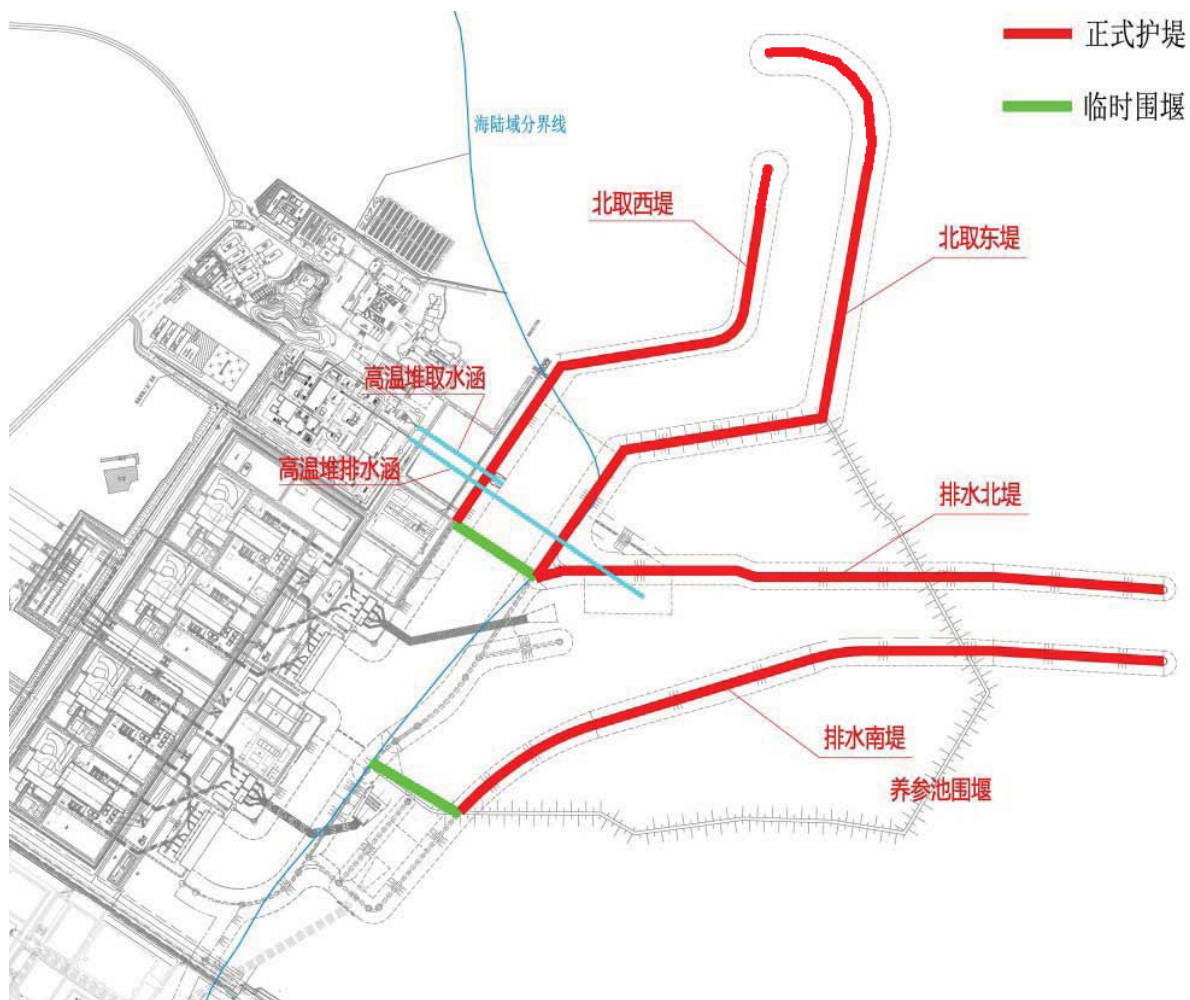 正式护堤
临时围堰
海陆域分界线
北取西堤
北取东堤
高温堆取水涵
高温堆排水涵
排水北堤
排水南堤
养参池围堰